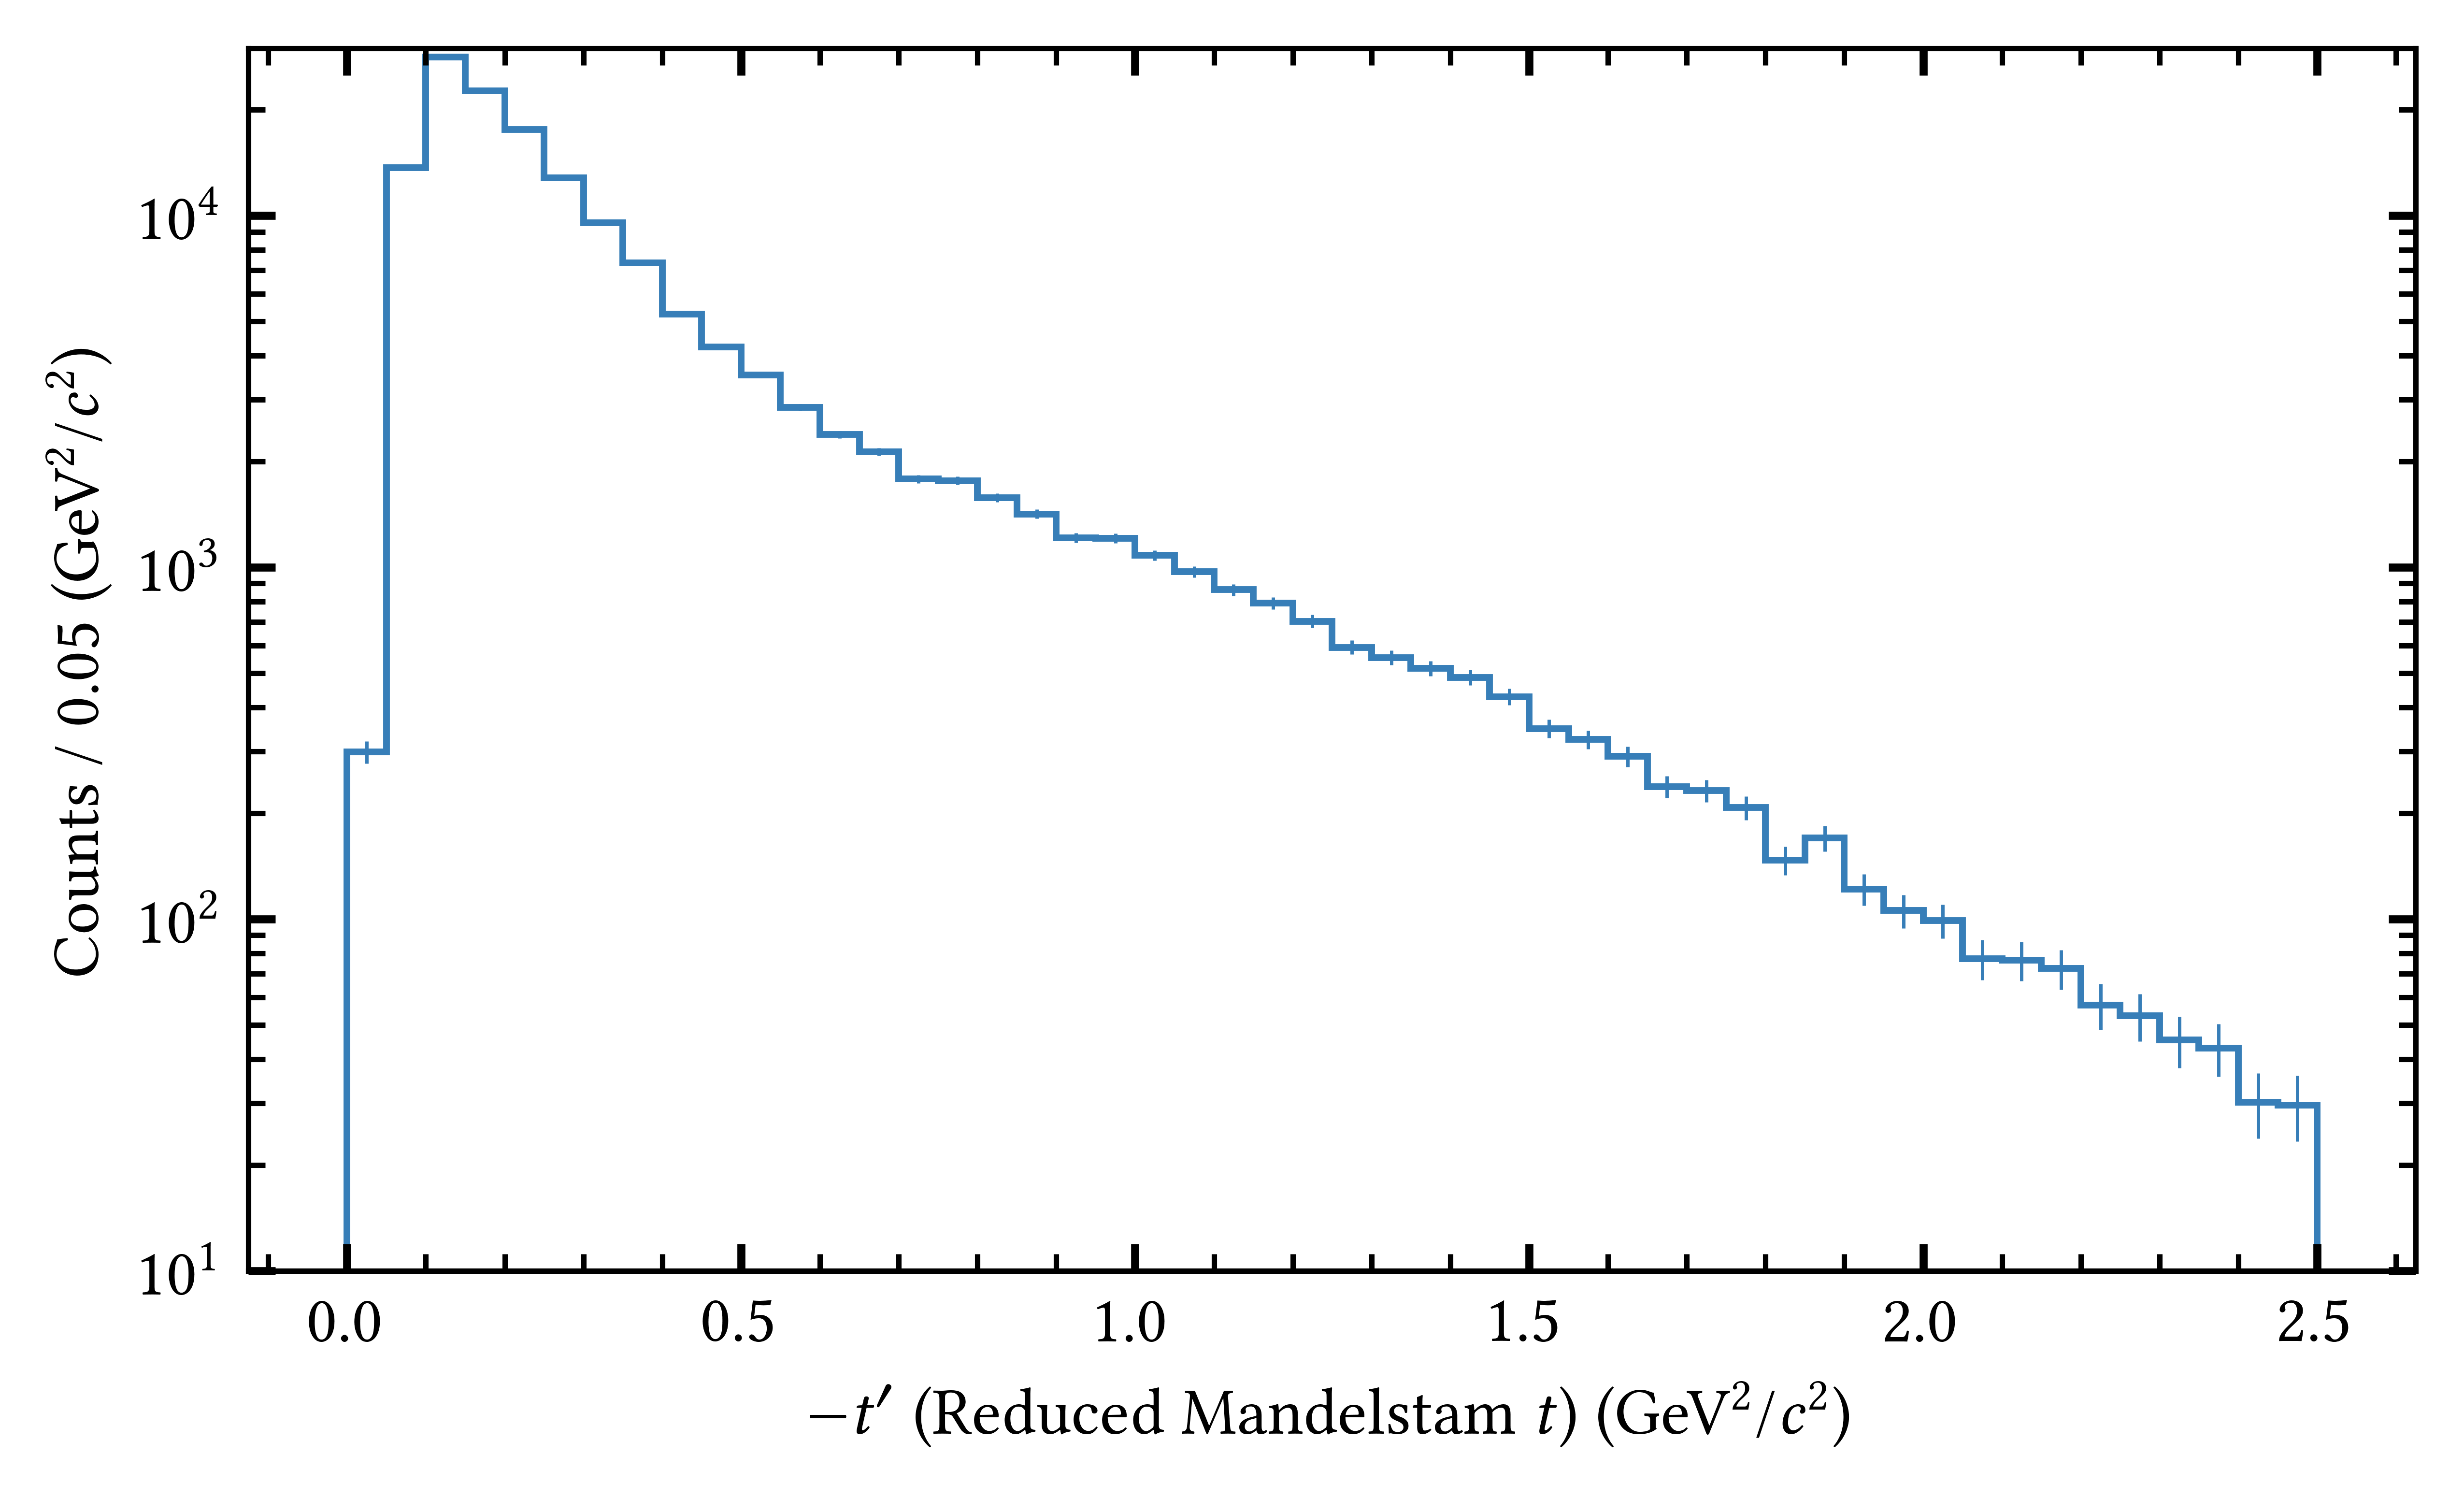 Counts / 0.05 (GeV²/c²)
10⁴
10³
10²
10¹
0.0 0.5 1.0 1.5 2.0 2.5
−t′ (Reduced Mandelstam t) (GeV²/c²)